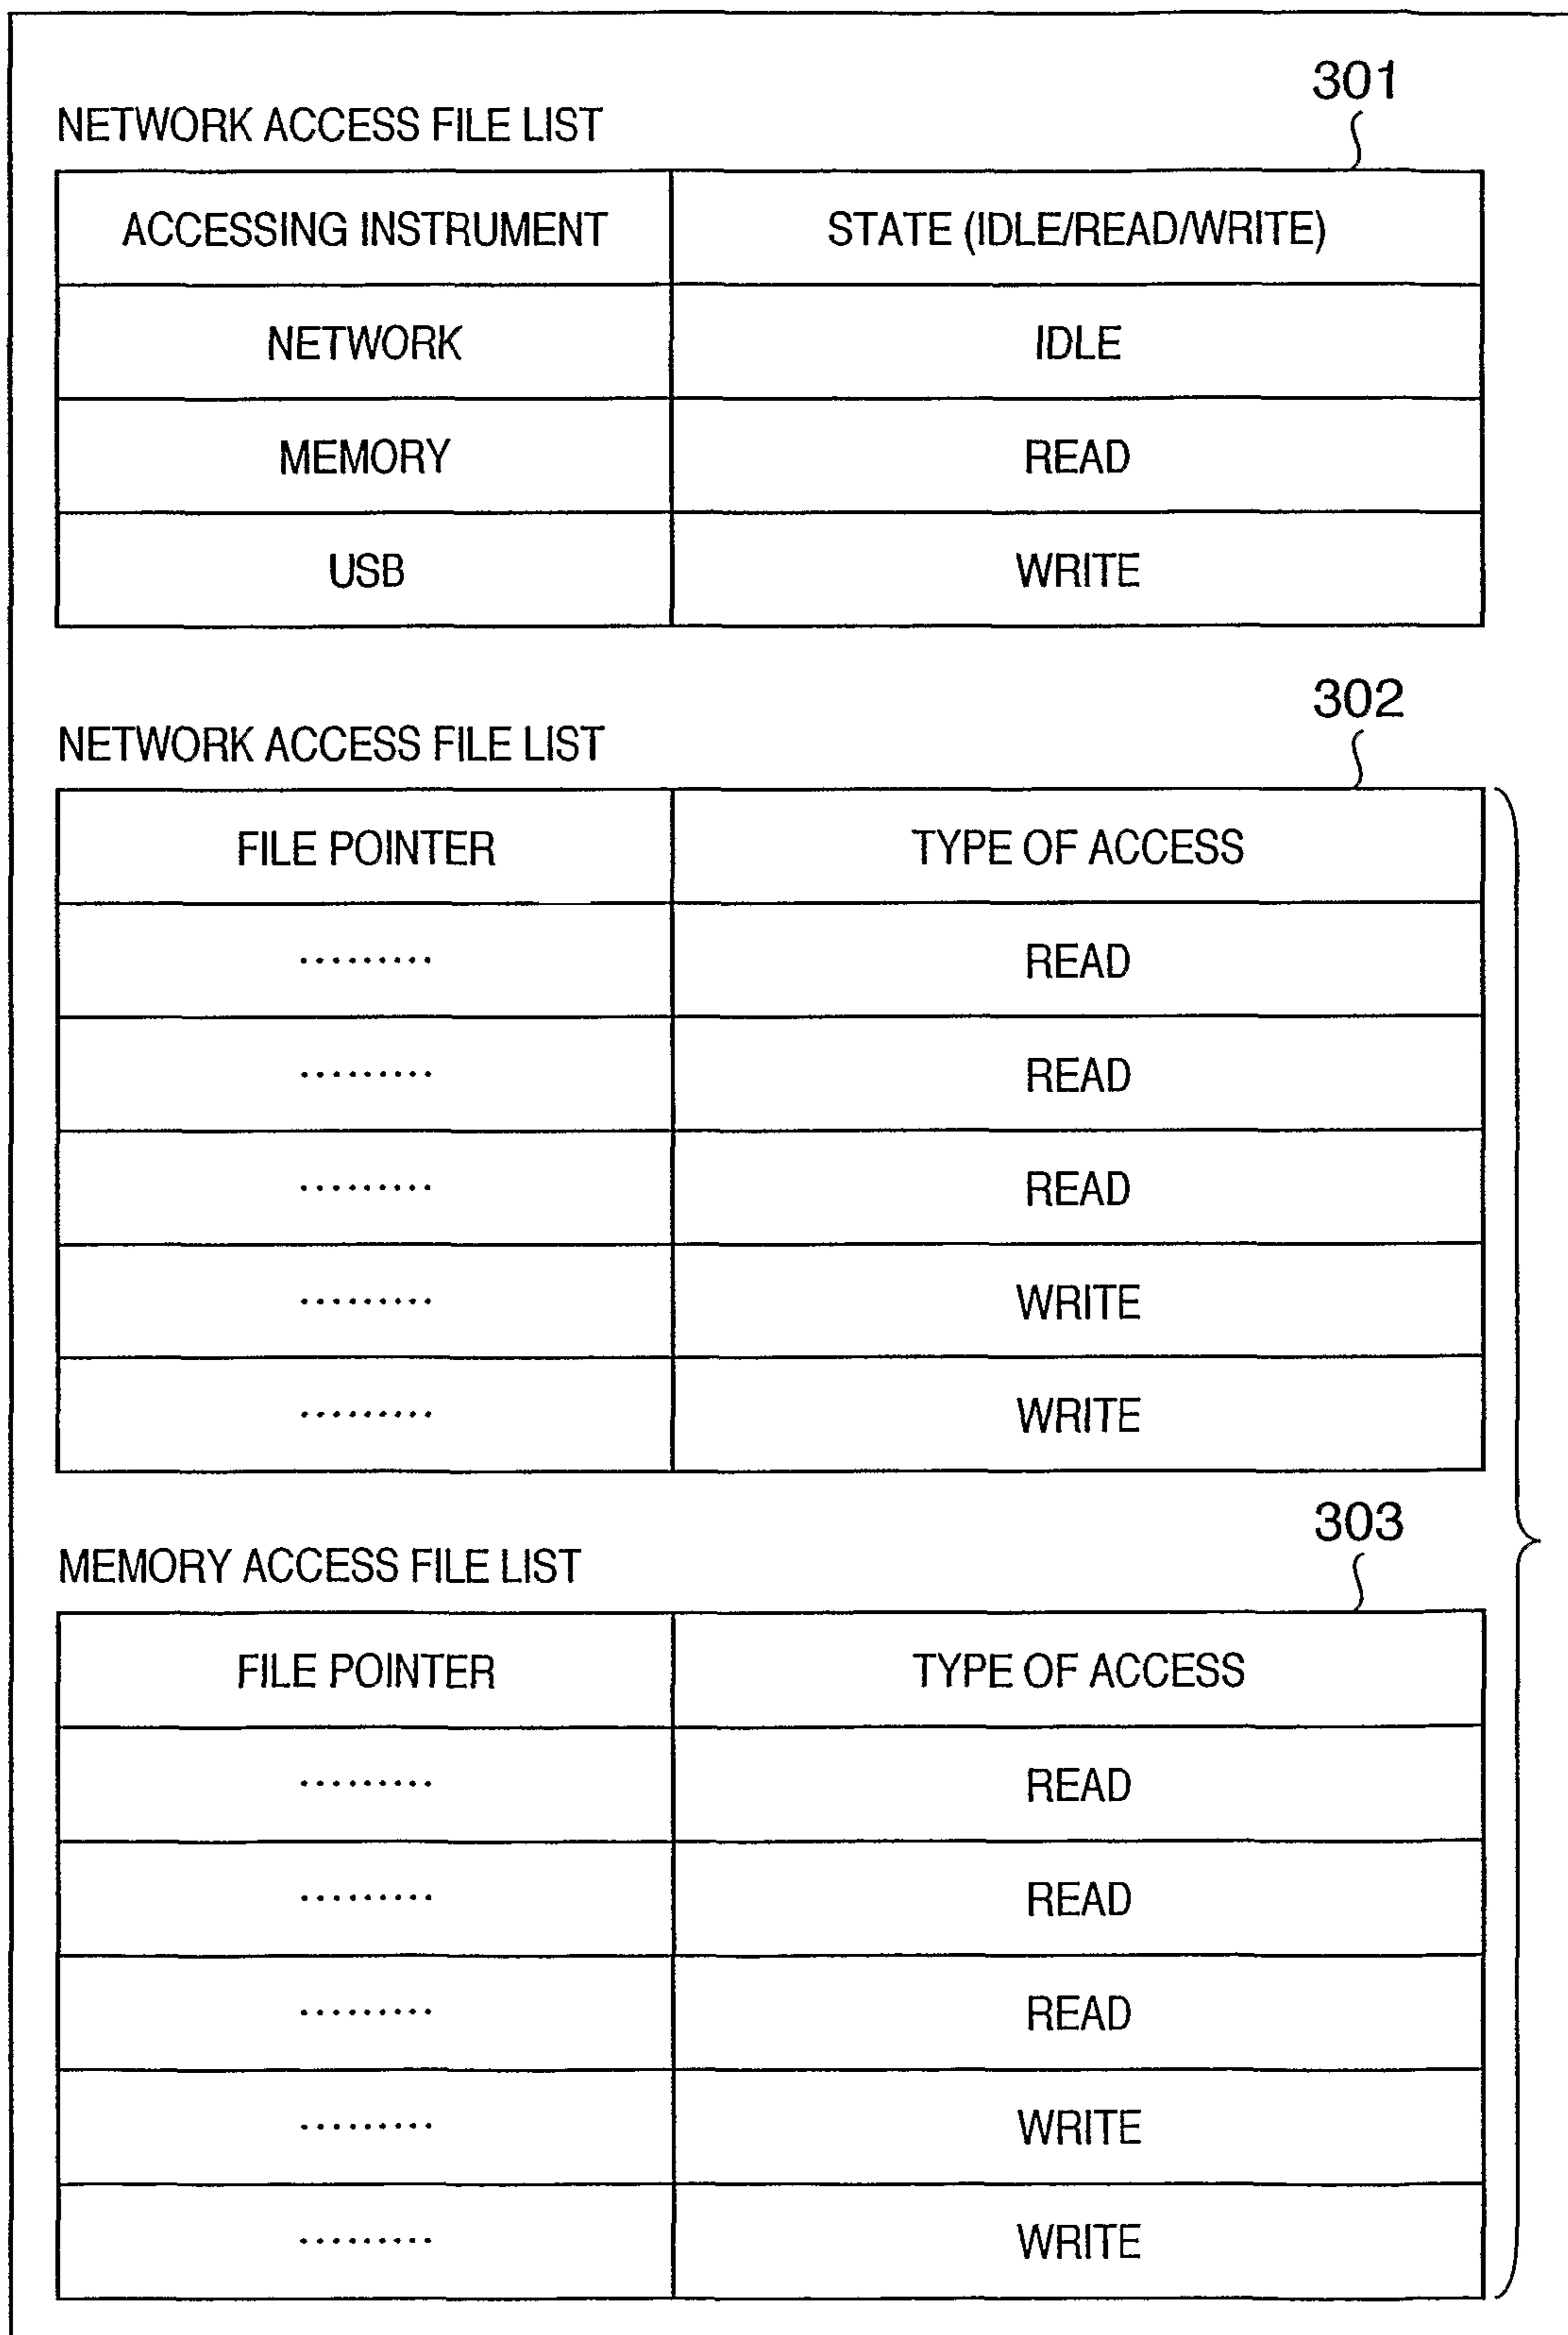 301
NETWORK ACCESS FILE LIST
ACCESSING INSTRUMENT STATE (IDLE/READ/WRITE)
NETWORK IDLE
MEMORY READ
USB WRITE
302
NETWORK ACCESS FILE LIST
FILE POINTER TYPE OF ACCESS
......... READ
......... READ
......... READ
......... WRITE
......... WRITE
303
MEMORY ACCESS FILE LIST
FILE POINTER TYPE OF ACCESS
......... READ
......... READ
......... READ
......... WRITE
......... WRITE